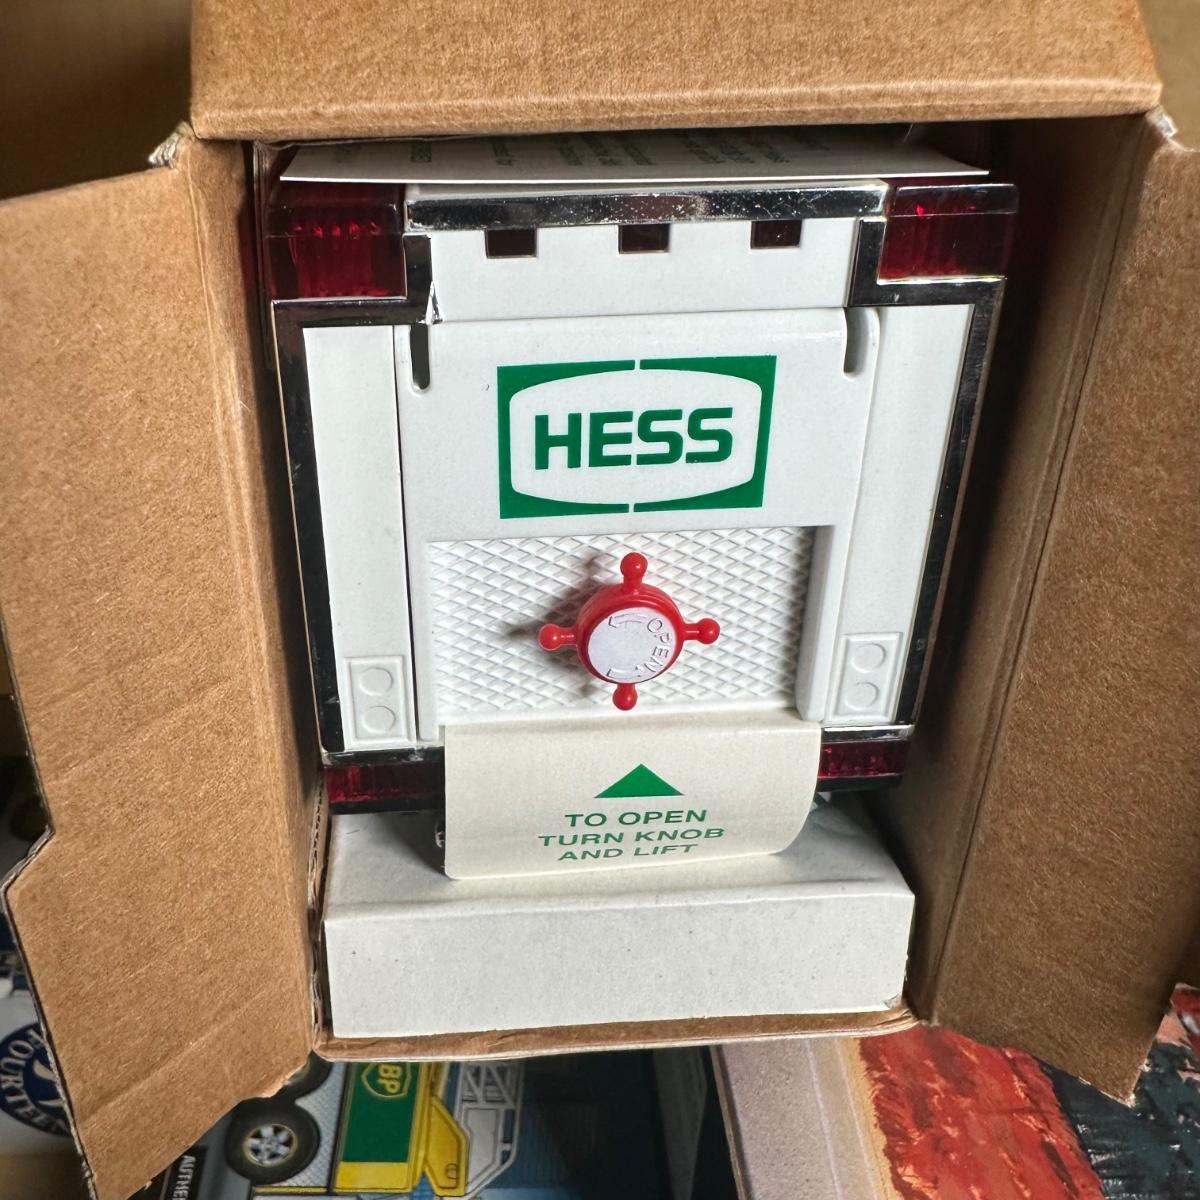 HESS
OPEN
TO OPEN
TURN KNOB
AND LIFT
BP